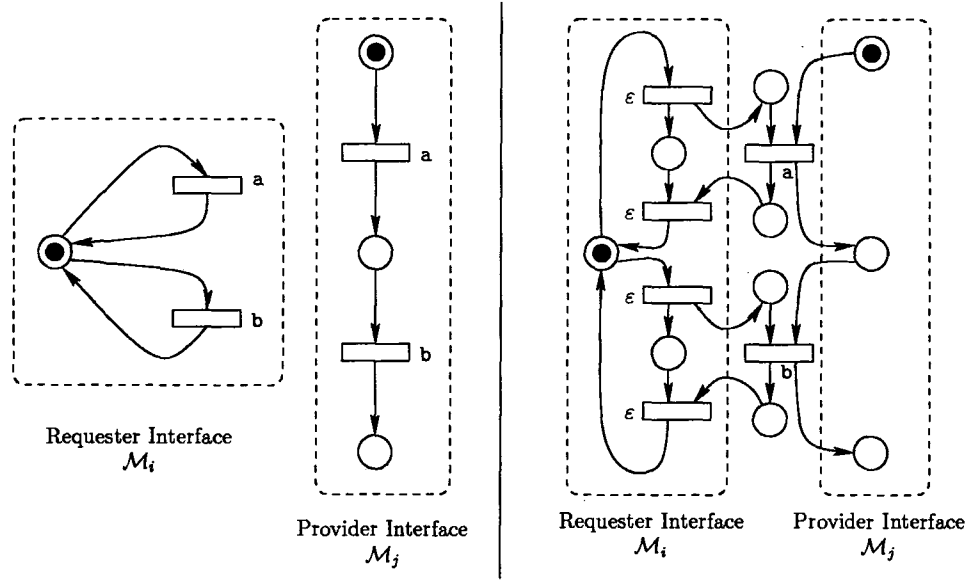 a
b
Requester Interface
ℳᵢ
a
b
Provider Interface
ℳⱼ
ε
ε
ε
ε
a
b
Requester Interface
ℳᵢ
Provider Interface
ℳⱼ